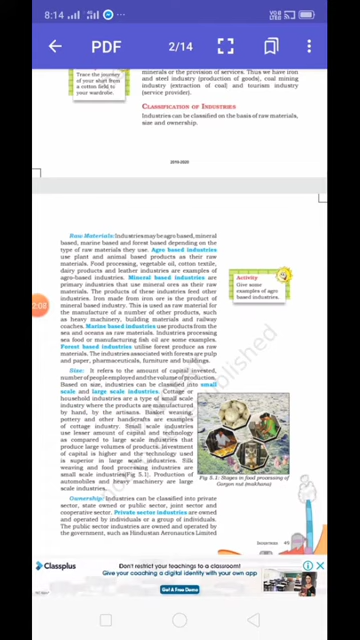 8:14
PDF
2/14
Trace the journey
of your shirt from
a cotton field to
your wardrobe.
minerals or the provision of services. Thus we have iron
and steel industry (production of goods), coal mining
industry (extraction of coal) and tourism industry
(service provider).
CLASSIFICATION OF INDUSTRIES
Industries can be classified on the basis of raw materials,
size and ownership.
2019-2020
Raw Materials: Industries may be agro based, mineral
based, marine based and forest based depending on the
type of raw materials they use. Agro based industries
use plant and animal based products as their raw
materials. Food processing, vegetable oil, cotton textile,
dairy products and leather industries are examples of
agro-based industries. Mineral based industries are
primary industries that use mineral ores as their raw
materials. The products of these industries feed other
industries. Iron made from iron ore is the product of
mineral based industry. This is used as raw material for
the manufacture of a number of other products, such
as heavy machinery, building materials and railway
coaches. Marine based industries use products from the
sea and oceans as raw materials. Industries processing
sea food or manufacturing fish oil are some examples.
Forest based industries utilise forest produce as raw
materials. The industries associated with forests are pulp
and paper, pharmaceuticals, furniture and buildings.
Activity
Give some
examples of agro
based industries.
2:08
Size: It refers to the amount of capital invested,
number of people employed and the volume of production.
Based on size, industries can be classified into small
scale and large scale industries. Cottage or
household industries are a type of small scale
industry where the products are manufactured
by hand, by the artisans. Basket weaving,
pottery and other handicrafts are examples
of cottage industry. Small scale industries
use lesser amount of capital and technology
as compared to large scale industries that
produce large volumes of products. Investment
of capital is higher and the technology used
is superior in large scale industries. Silk
weaving and food processing industries are
small scale industries (Fig 5.1). Production
of automobiles and heavy machinery are large
scale industries.
Fig 5.1: Stages in food processing of
Gorgon nut (makhana)
Ownership: Industries can be classified into private
sector, state owned or public sector, joint sector and
cooperative sector. Private sector industries are owned
and operated by individuals or a group of individuals.
The public sector industries are owned and operated by
the government, such as Hindustan Aeronautics Limited
INDUSTRIES 49
Classplus
Don't restrict your teachings to a classroom!
Give your coaching a digital identity with your own app
Get A Free Demo